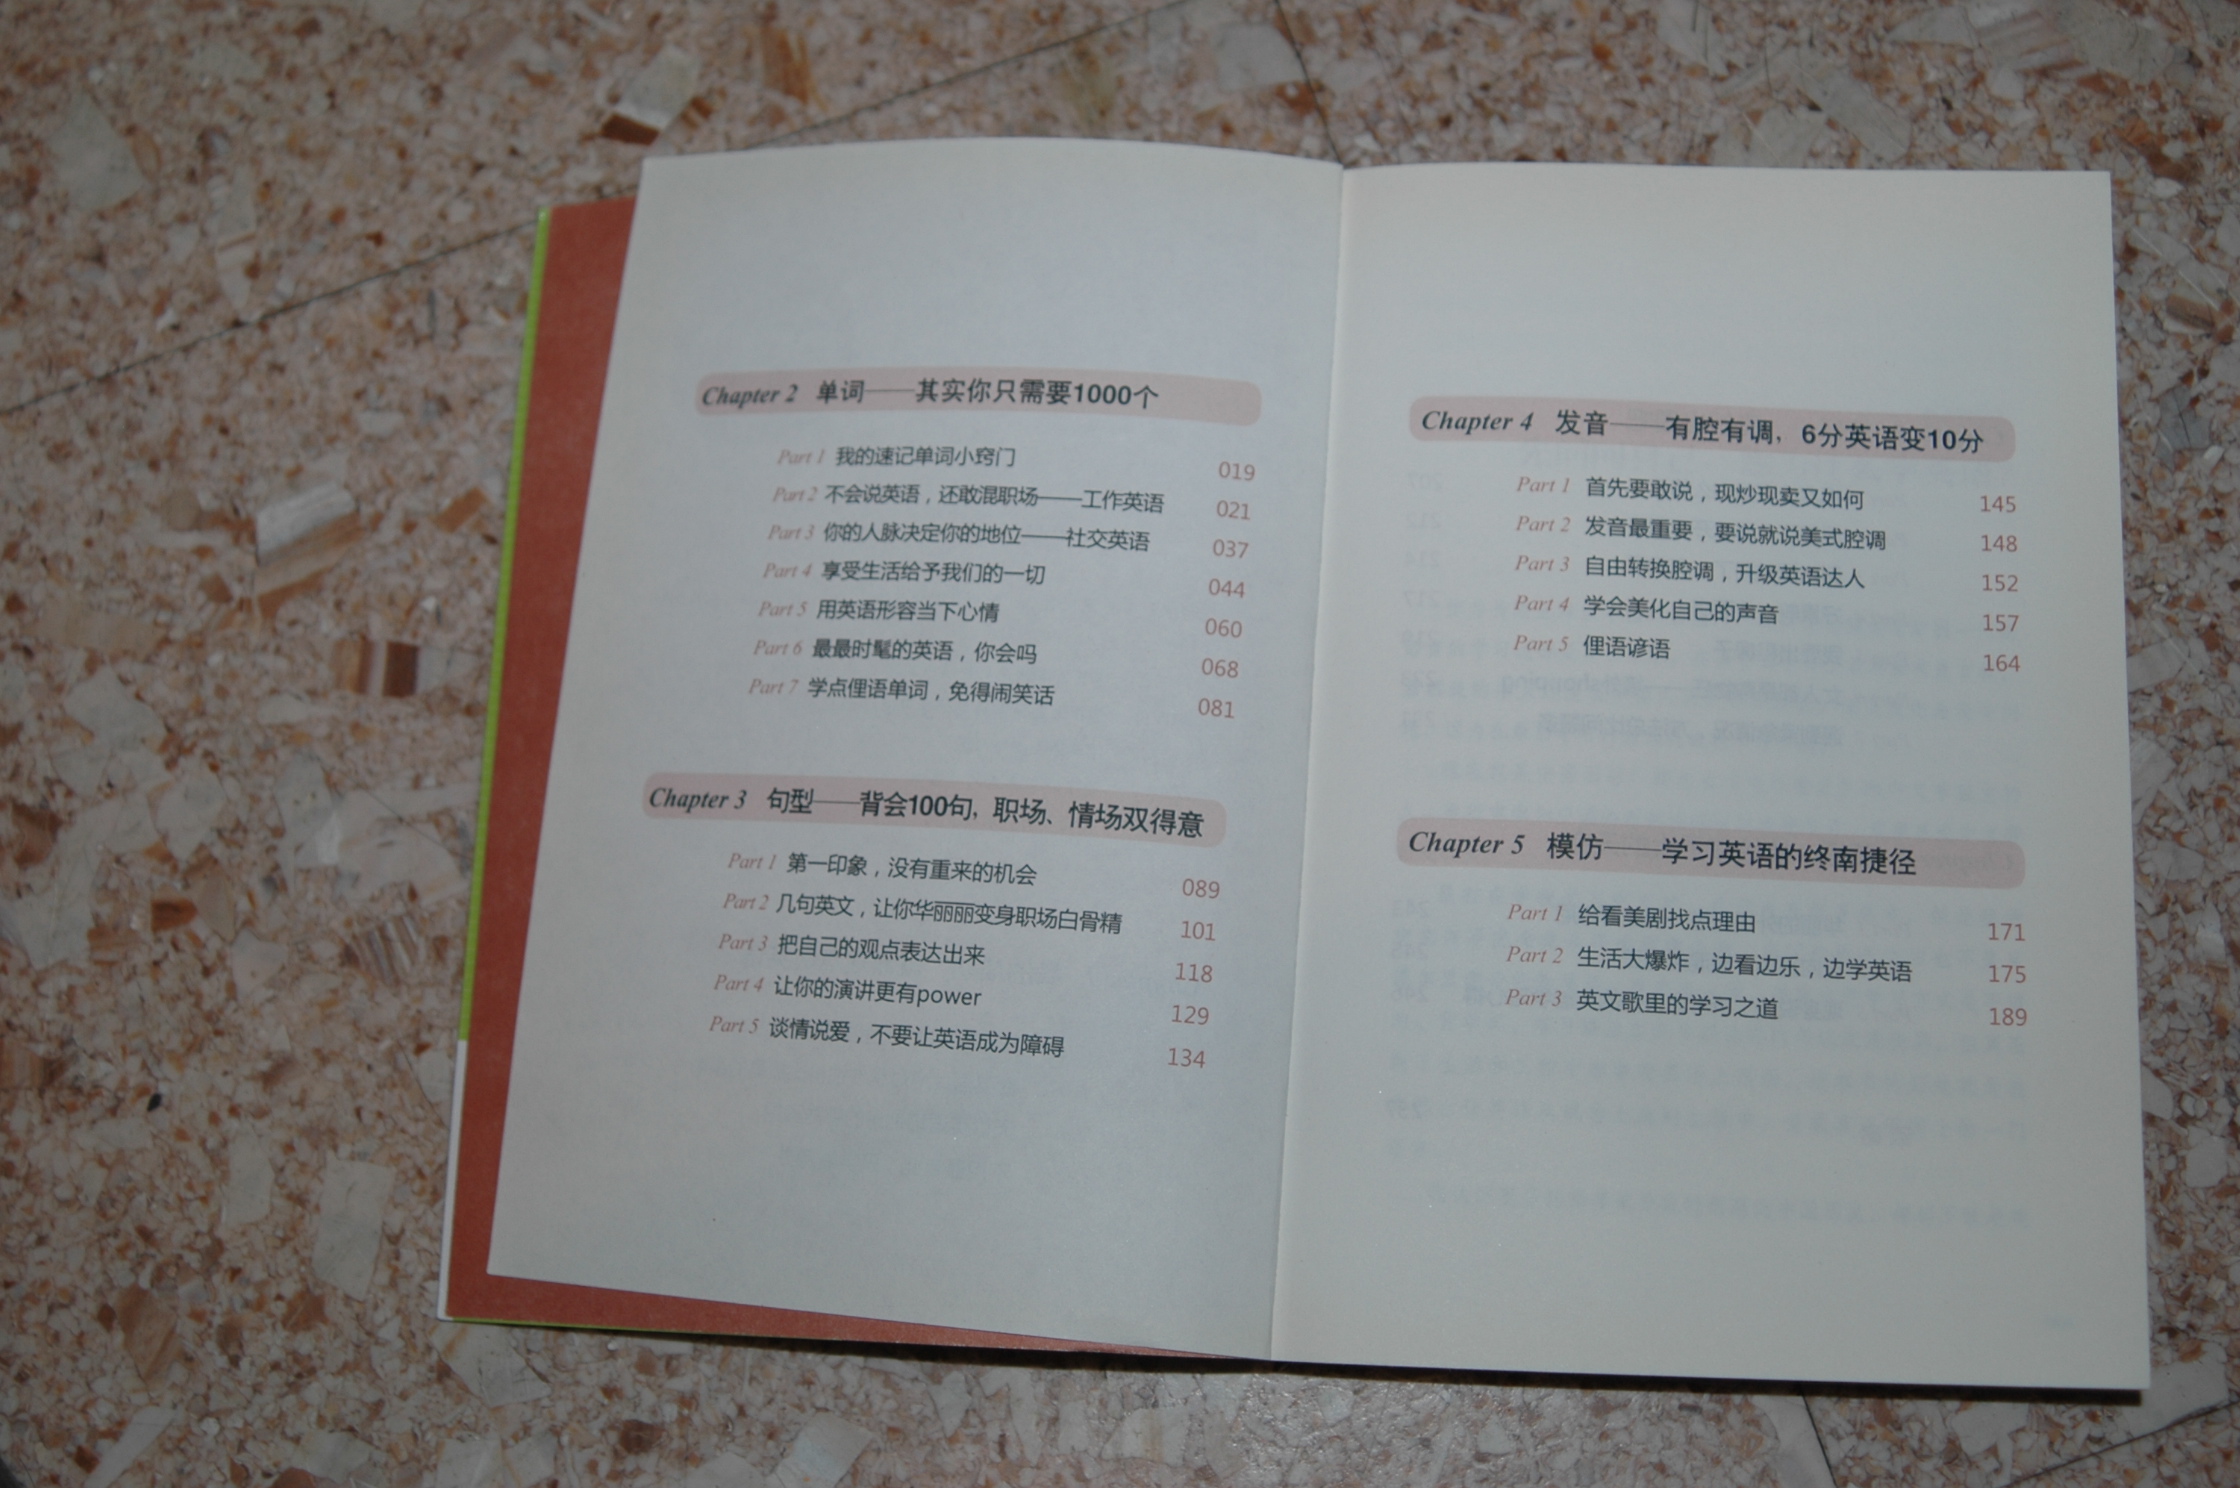 Chapter 2 单词——其实你只需要1000个
Part 1 我的速记单词小窍门 019
Part 2 不会说英语，还敢混职场——工作英语 021
Part 3 你的人脉决定你的地位——社交英语 037
Part 4 享受生活给予我们的一切 044
Part 5 用英语形容当下心情 060
Part 6 最最时髦的英语，你会吗 068
Part 7 学点俚语单词，免得闹笑话 081
Chapter 3 句型——背会100句，职场、情场双得意
Part 1 第一印象，没有重来的机会 089
Part 2 几句英文，让你华丽丽变身职场白骨精 101
Part 3 把自己的观点表达出来 118
Part 4 让你的演讲更有power 129
Part 5 谈情说爱，不要让英语成为障碍 134
Chapter 4 发音——有腔有调，6分英语变10分
Part 1 首先要敢说，现炒现卖又如何 145
Part 2 发音最重要，要说就说美式腔调 148
Part 3 自由转换腔调，升级英语达人 152
Part 4 学会美化自己的声音 157
Part 5 俚语谚语 164
Chapter 5 模仿——学习英语的终南捷径
Part 1 给看美剧找点理由 171
Part 2 生活大爆炸，边看边乐，边学英语 175
Part 3 英文歌里的学习之道 189